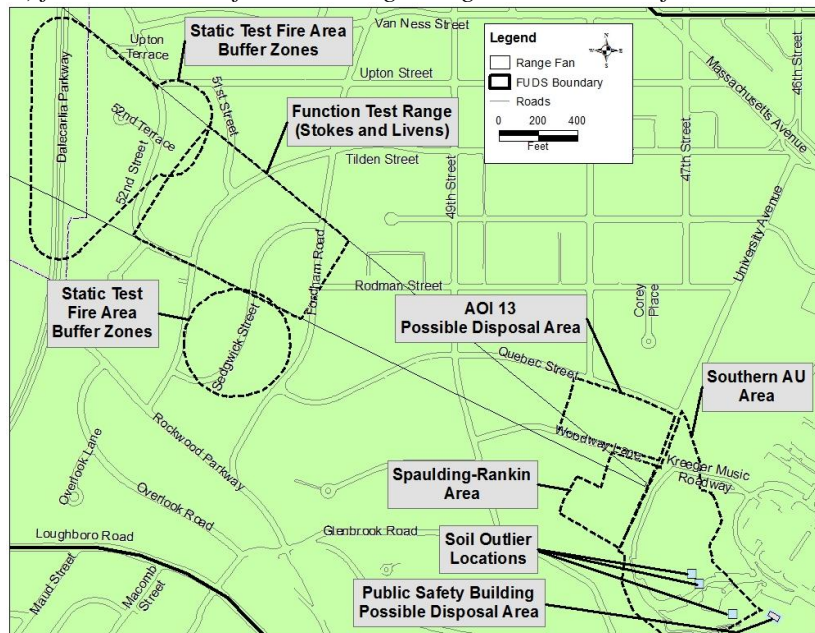 Static Test Fire Area
Buffer Zones
Van Ness Street
46th Street
Upton
Terrace
Legend
N
W
E
S
Range Fan
FUDS Boundary
Roads
0 200 400
Feet
Massachusetts Avenue
Dalecarlia Parkway
Upton Street
51st Street
52nd Terrace
Function Test Range
(Stokes and Livens)
52nd Street
Tilden Street
49th Street
47th Street
University Avenue
Fordham Road
Static Test
Fire Area
Buffer Zones
Rodman Street
AOI 13
Possible Disposal Area
Corey
Place
Sedgwick Street
Quebec Street
Southern AU
Area
Rockwood Parkway
Woodway Lane
Kreeger Music
Roadway
Overlook Lane
Spaulding-Rankin
Area
Overlook Road
Glenbrook Road
Loughboro Road
Soil Outlier
Locations
Maud Street
Macomb
Street
Public Safety Building
Possible Disposal Area